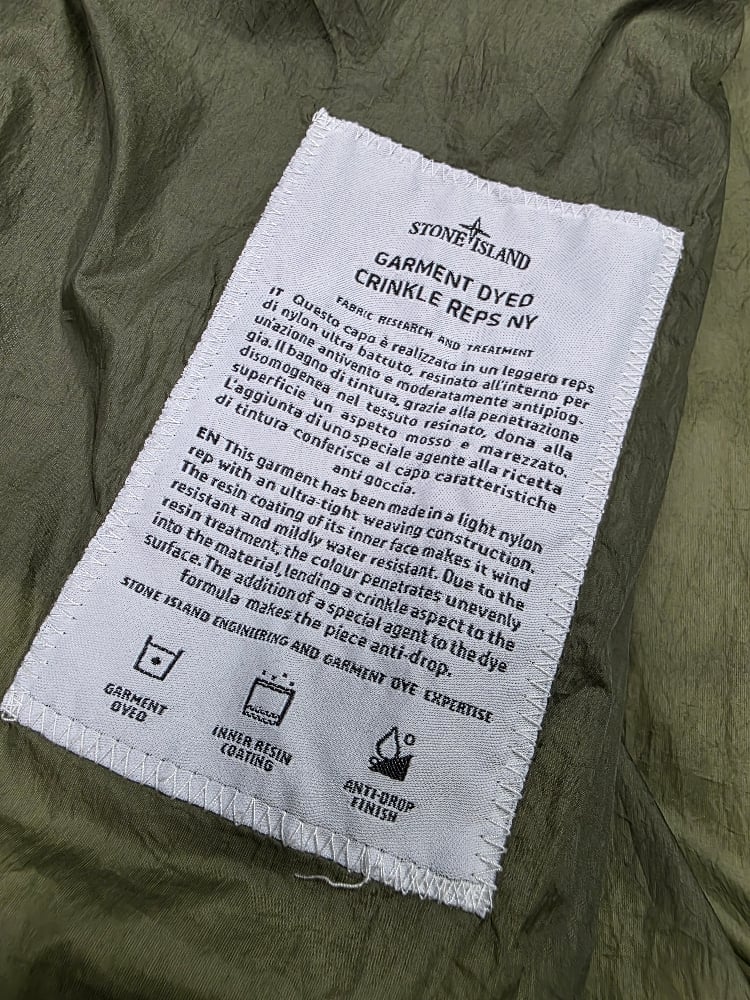 STONE ISLAND
GARMENT DYED
CRINKLE REPS NY
FABRIC RESEARCH AND TREATMENT
IT Questo capo è realizzato in un leggero reps
di nylon ultra battuto, resinato all'interno per
un'azione antivento e moderatamente antipiog-
gia. Il bagno di tintura, grazie alla penetrazione
disomogenea nel tessuto resinato, dona alla
superficie un aspetto mosso e marezzato.
L'aggiunta di uno speciale agente alla ricetta
di tintura conferisce al capo caratteristiche
anti goccia.
EN This garment has been made in a light nylon
rep with an ultra-tight weaving construction.
The resin coating of its inner face makes it wind
resistant and mildly water resistant. Due to the
resin treatment, the colour penetrates unevenly
into the material, lending a crinkle aspect to the
surface. The addition of a special agent to the dye
formula makes the piece anti-drop.
STONE ISLAND ENGINIERING AND GARMENT DYE EXPERTISE
GARMENT
DYED
INNER RESIN
COATING
ANTI-DROP
FINISH